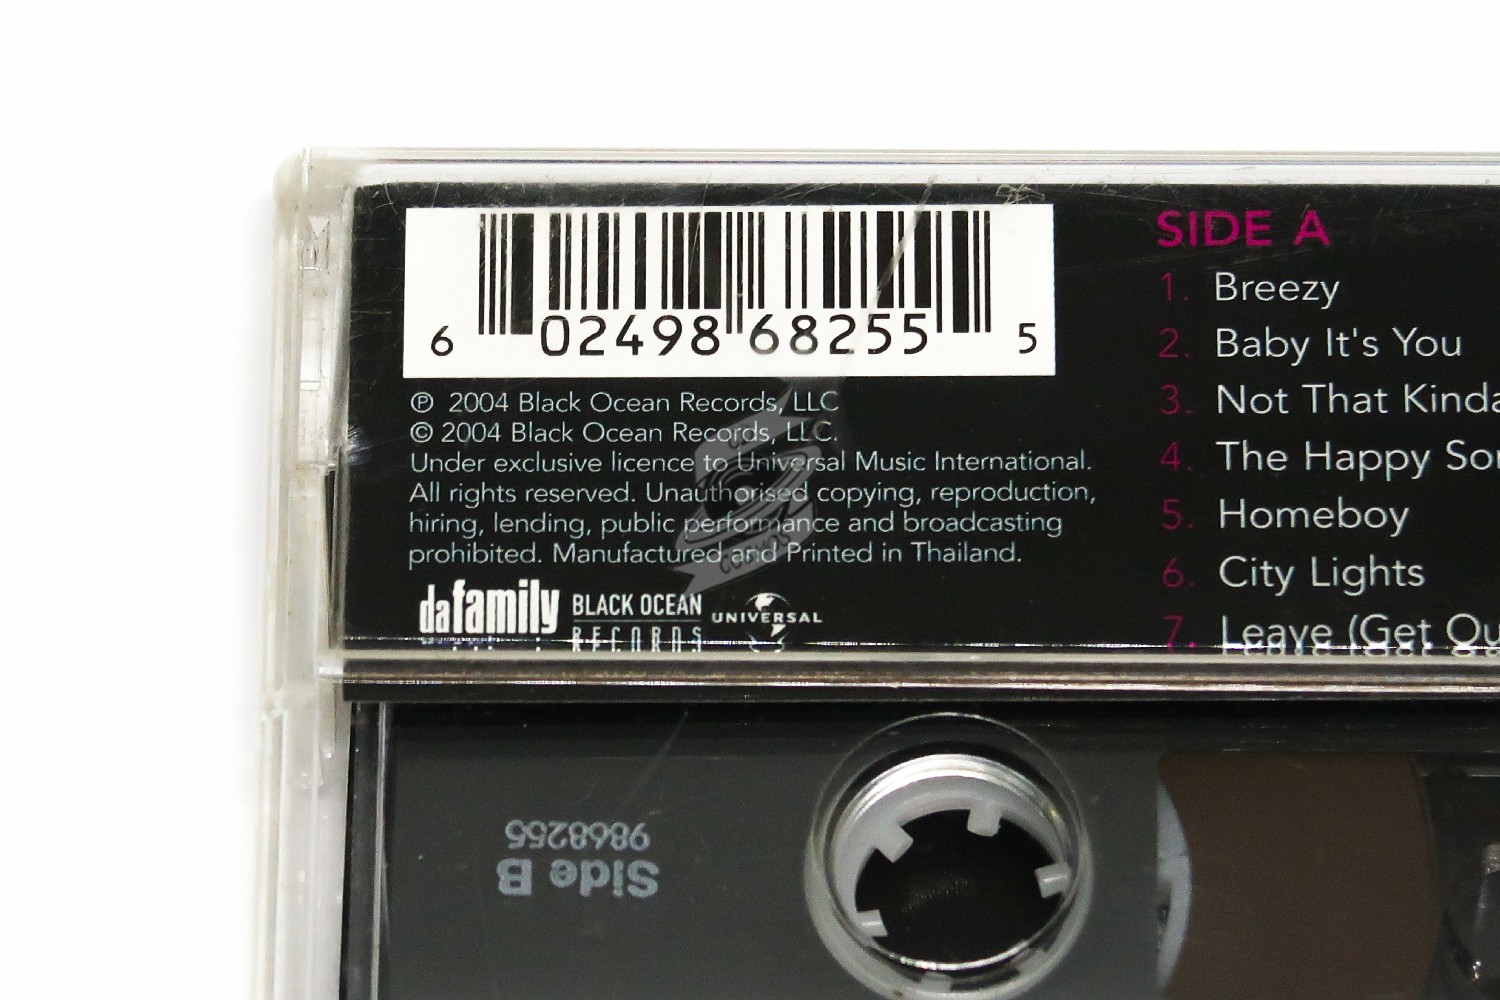 6 02498 68255 5
℗ 2004 Black Ocean Records, LLC
© 2004 Black Ocean Records, LLC.
Under exclusive licence to Universal Music International.
All rights reserved. Unauthorised copying, reproduction,
hiring, lending, public performance and broadcasting
prohibited. Manufactured and Printed in Thailand.
dafamily BLACK OCEAN UNIVERSAL
RECORDS
SIDE A
1. Breezy
2. Baby It's You
3. Not That Kinda
4. The Happy
5. Homeboy
6. City Lights
7. Leave (Get
Side B
9868255